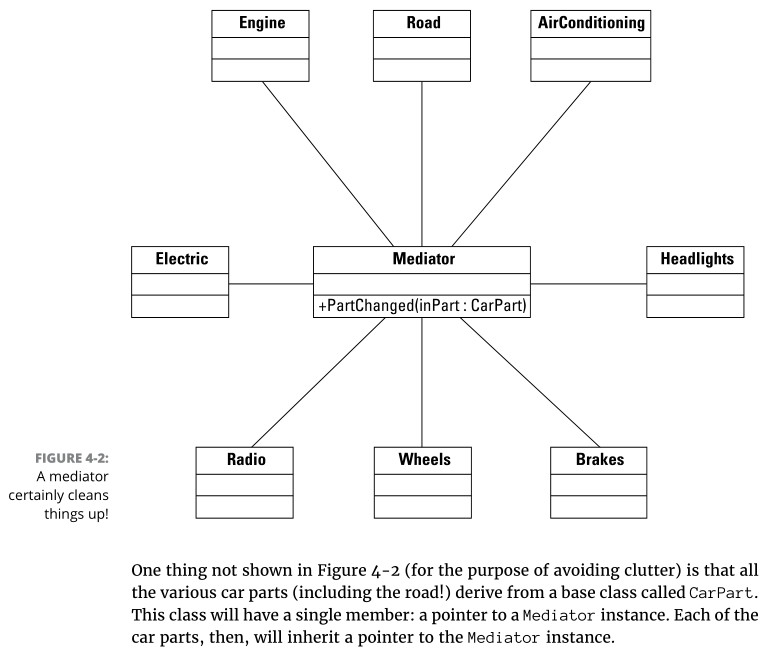 Engine
Road
AirConditioning
Electric
Mediator
Headlights
+PartChanged(inPart : CarPart)
Radio
Wheels
Brakes
FIGURE 4-2:
A mediator
certainly cleans
things up!
One thing not shown in Figure 4-2 (for the purpose of avoiding clutter) is that all
the various car parts (including the road!) derive from a base class called CarPart.
This class will have a single member: a pointer to a Mediator instance. Each of the
car parts, then, will inherit a pointer to the Mediator instance.